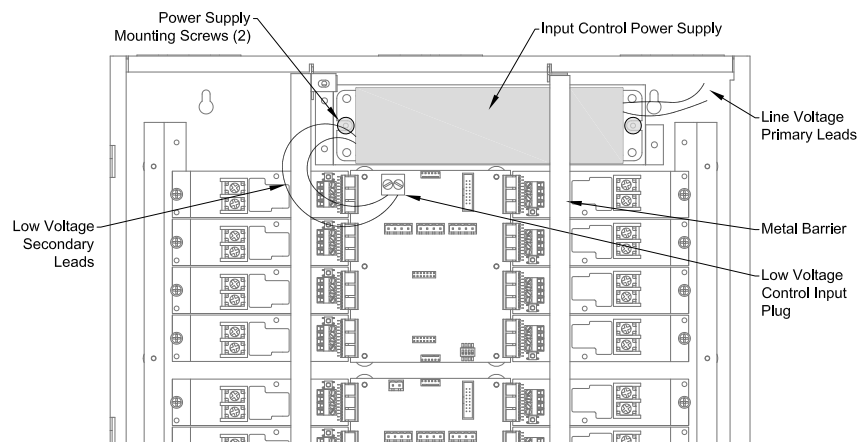 Power Supply
Mounting Screws (2)
Input Control Power Supply
Line Voltage
Primary Leads
Low Voltage
Secondary
Leads
Metal Barrier
Low Voltage
Control Input
Plug